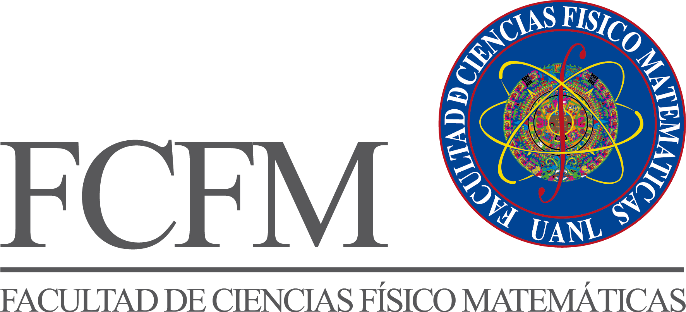 FCFM
FACULTAD DE CIENCIAS FÍSICO MATEMÁTICAS
FACULTAD DE CIENCIAS FISICO MATEMATICAS
UANL